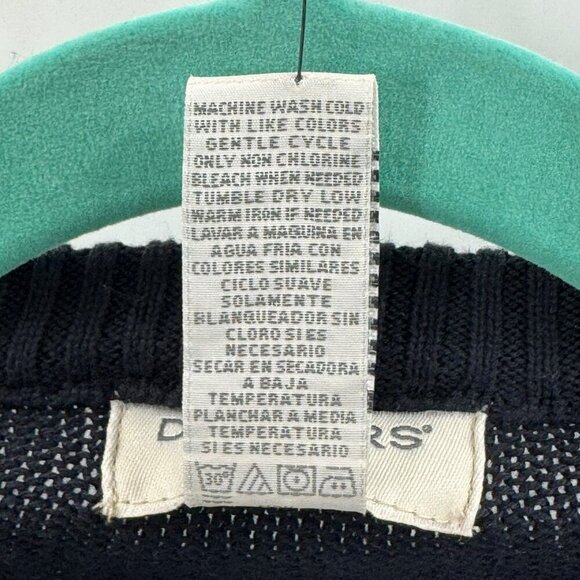 MACHINE WASH COLD
WITH LIKE COLORS
GENTLE CYCLE
ONLY NON CHLORINE
BLEACH WHEN NEEDED
TUMBLE DRY LOW
WARM IRON IF NEEDED
LAVAR A MAQUINA EN
AGUA FRIA CON
COLORES SIMILARES
CICLO SUAVE
SOLAMENTE
BLANQUEADOR SIN
CLORO SI ES
NECESARIO
SECAR EN SECADORA
A BAJA
TEMPERATURA
PLANCHAR A MEDIA
TEMPERATURA
SI ES NECESARIO
30°